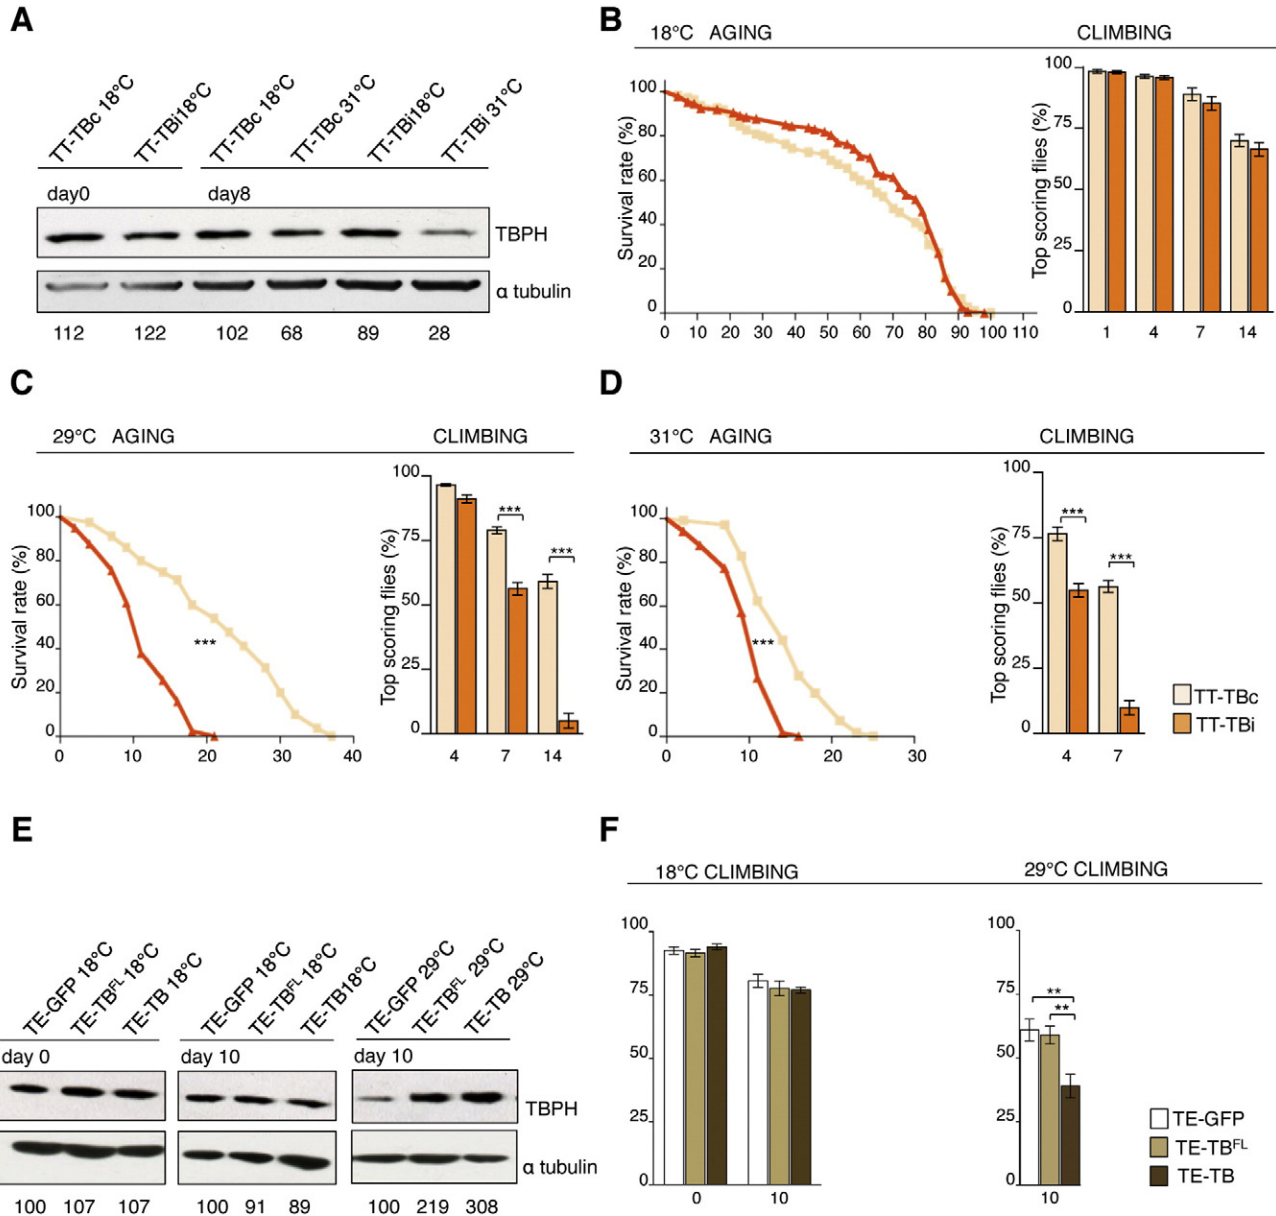 A
TT-TBc 18°C
TT-TBi18°C
TT-TBc 18°C
TT-TBc 31°C
TT-TBi18°C
TT-TBi 31°C
day0
day8
TBPH
α tubulin
112 122 102 68 89 28
B
18°C AGING
CLIMBING
Survival rate (%)
100
80
60
40
20
0
0 10 20 30 40 50 60 70 80 90 100 110
Top scoring flies (%)
100
75
50
25
0
1 4 7 14
C
29°C AGING
CLIMBING
Survival rate (%)
100
80
60
40
20
0
***
0 10 20 30 40
Top scoring flies (%)
100
75
50
25
0
***
***
4 7 14
D
31°C AGING
CLIMBING
Survival rate (%)
100
80
60
40
20
0
***
0 10 20 30
Top scoring flies (%)
100
75
50
25
0
***
***
4 7
TT-TBc
TT-TBi
E
TE-GFP 18°C
TE-TBFL 18°C
TE-TB 18°C
TE-GFP 18°C
TE-TBFL 18°C
TE-TB18°C
TE-GFP 29°C
TE-TBFL 29°C
TE-TB 29°C
day 0
day 10
day 10
TBPH
α tubulin
100 107 107 100 91 89 100 219 308
F
18°C CLIMBING
29°C CLIMBING
100
75
50
25
0
0 10
100
75
50
25
0
**
**
10
TE-GFP
TE-TBFL
TE-TB